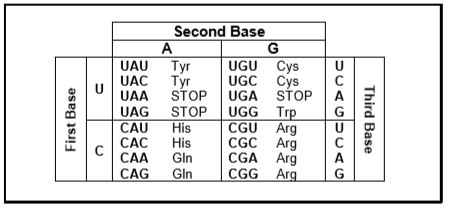 Second Base
A G
UAU Tyr UGU Cys U
UAC Tyr UGC Cys C
UAA STOP UGA STOP A
UAG STOP UGG Trp G
CAU His CGU Arg U
CAC His CGC Arg C
CAA Gln CGA Arg A
CAG Gln CGG Arg G
First Base
U
C
Third Base